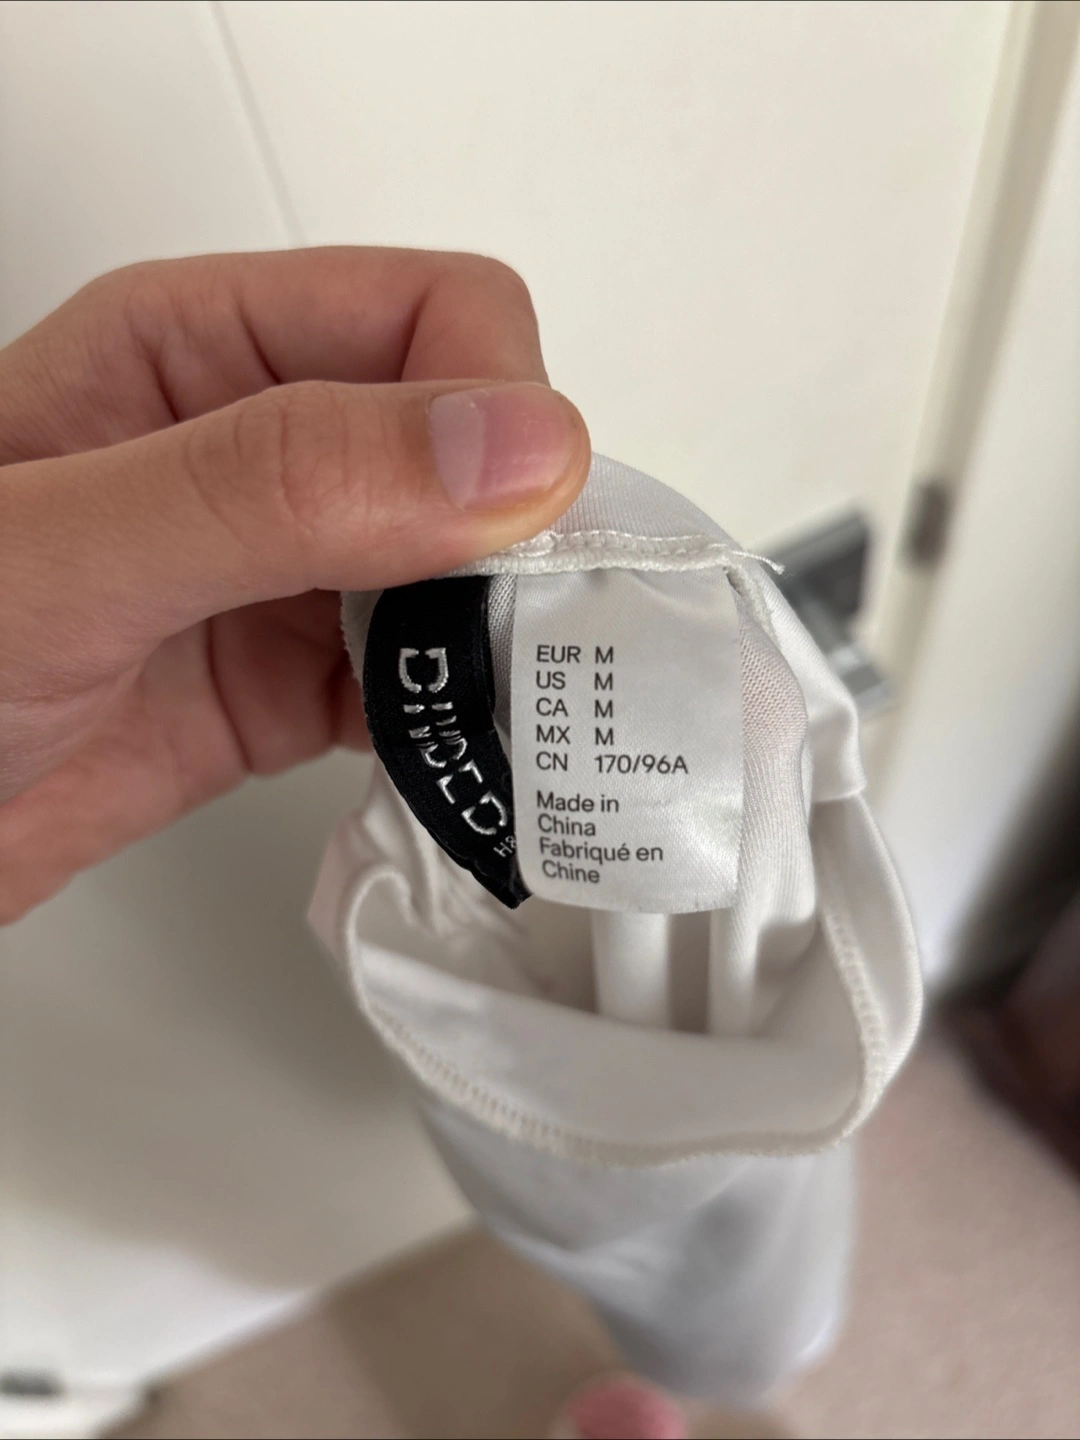 DIVIDED
H&
EUR M
US M
CA M
MX M
CN 170/96A
Made in
China
Fabriqué en
Chine